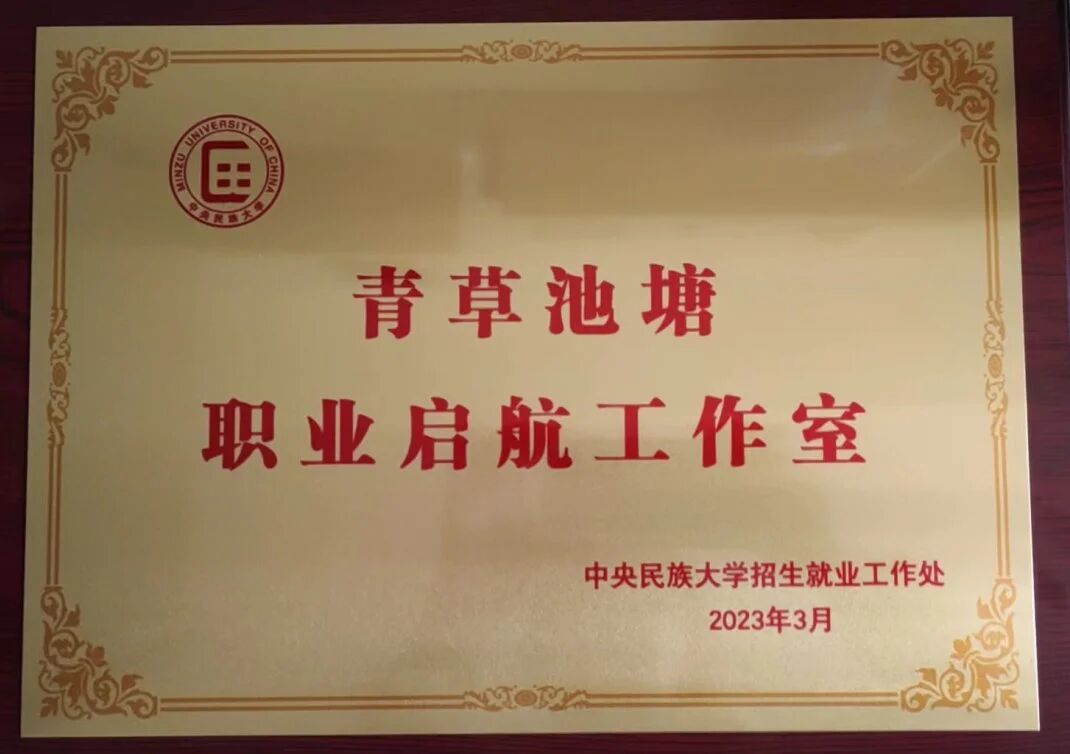 MINZU UNIVERSITY OF CHINA
中央民族大学
青草池塘
职业启航工作室
中央民族大学招生就业工作处
2023年3月